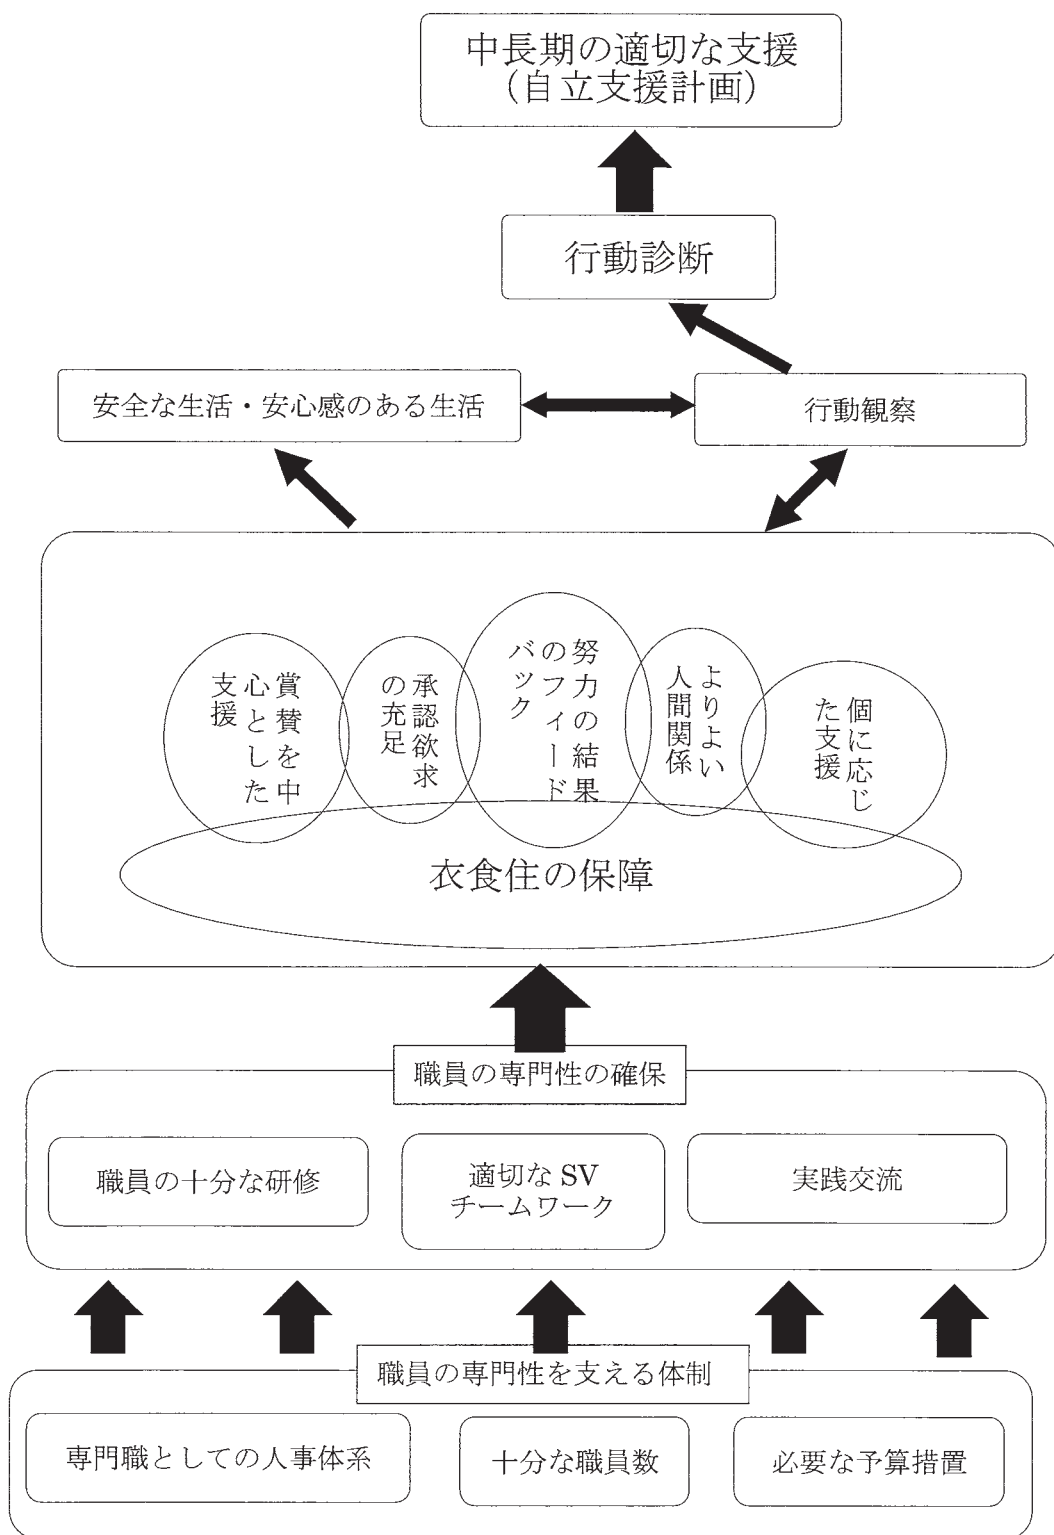 中長期の適切な支援
（自立支援計画）
行動診断
安全な生活・安心感のある生活
行動観察
賞賛を中
心とした
支援
承認欲求
の充足
努力の結果
のフィード
バック
よりよい
人間関係
個に応じ
た支援
衣食住の保障
職員の専門性の確保
職員の十分な研修
適切な SV
チームワーク
実践交流
職員の専門性を支える体制
専門職としての人事体系
十分な職員数
必要な予算措置